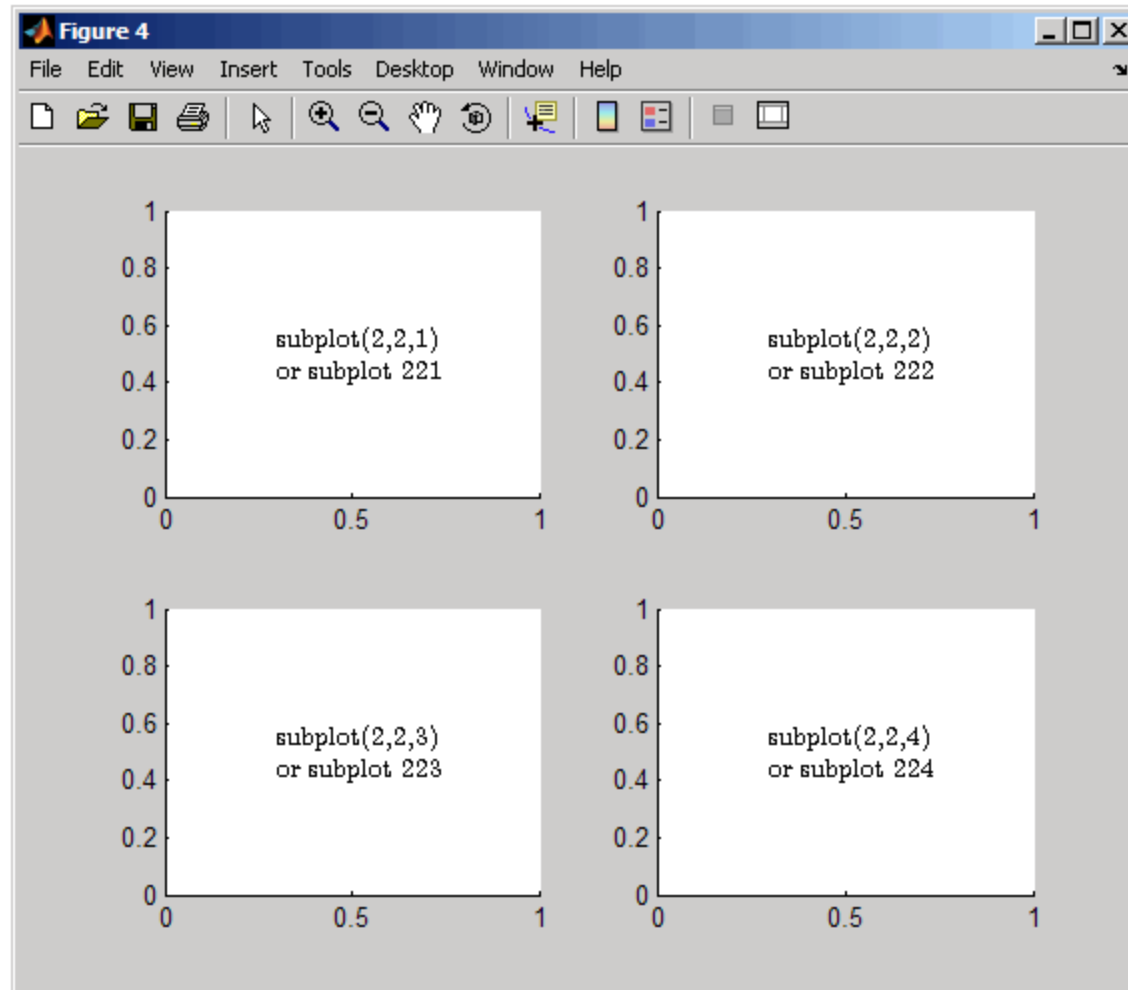 Figure 4
File Edit View Insert Tools Desktop Window Help
1
0.8
0.6
0.4
0.2
0
0 0.5 1
subplot(2,2,1)
or subplot 221
1
0.8
0.6
0.4
0.2
0
0 0.5 1
subplot(2,2,2)
or subplot 222
1
0.8
0.6
0.4
0.2
0
0 0.5 1
subplot(2,2,3)
or subplot 223
1
0.8
0.6
0.4
0.2
0
0 0.5 1
subplot(2,2,4)
or subplot 224